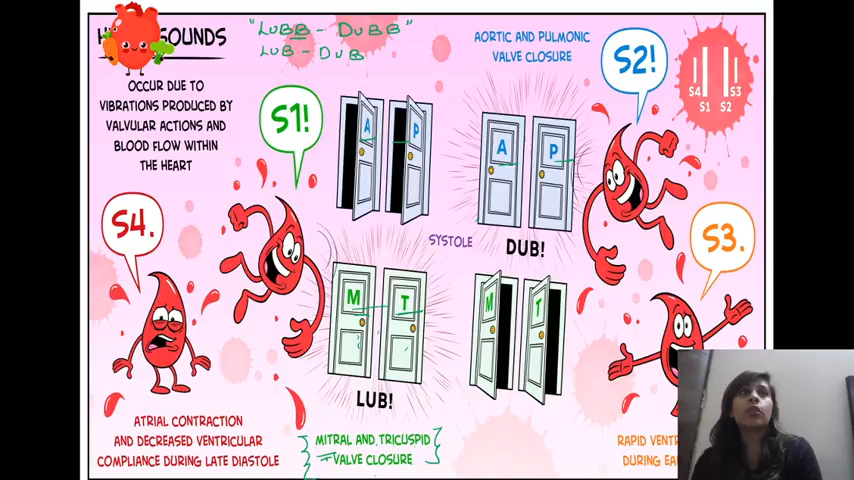 SOUNDS
"LUBB - DUBB"
LUB - DUB
OCCUR DUE TO
VIBRATIONS PRODUCED BY
VALVULAR ACTIONS AND
BLOOD FLOW WITHIN
THE HEART
S1!
A
P
AORTIC AND PULMONIC
VALVE CLOSURE
S2!
S4
S3
S1
S2
A
P
S4.
SYSTOLE
DUB!
S3.
M
T
LUB!
M
T
ATRIAL CONTRACTION
AND DECREASED VENTRICULAR
COMPLIANCE DURING LATE DIASTOLE
MITRAL AND TRICUSPID
VALVE CLOSURE
RAPID
DURING